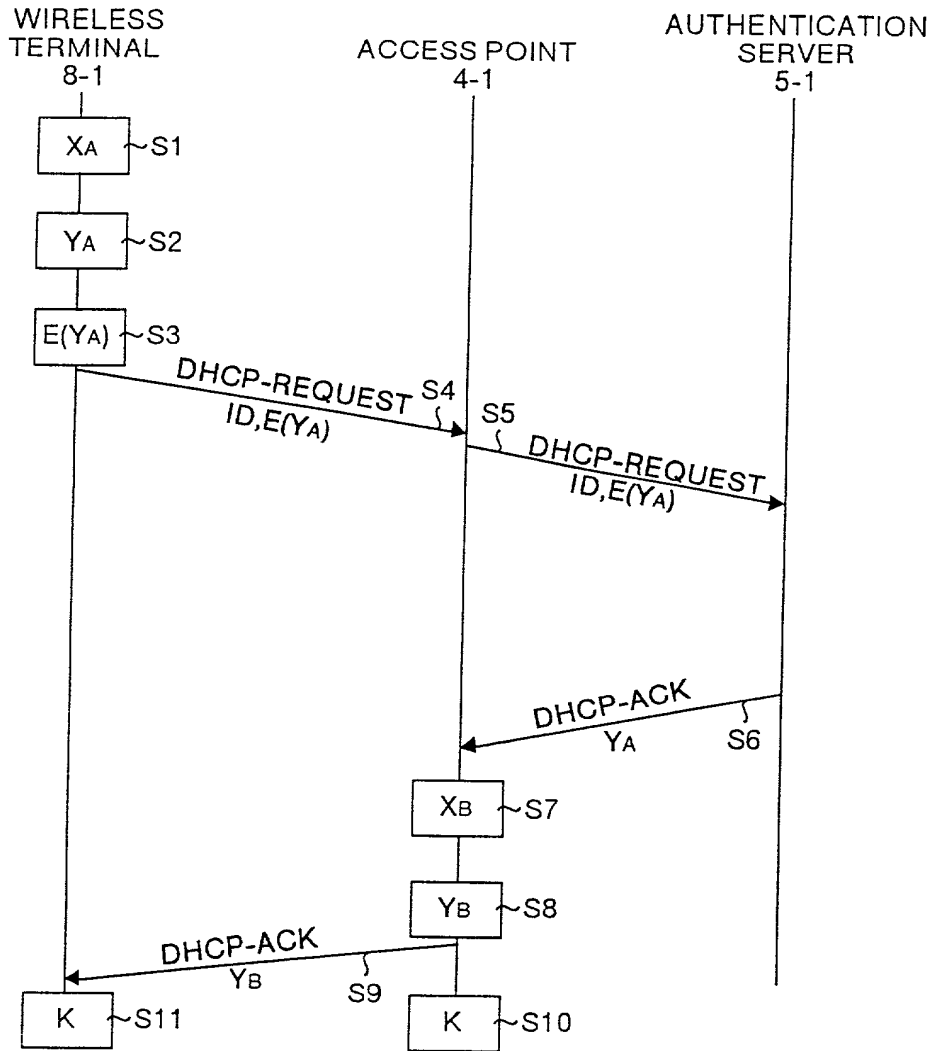 WIRELESS
TERMINAL
8-1
ACCESS POINT
4-1
AUTHENTICATION
SERVER
5-1
XA
S1
YA
S2
E(YA)
S3
DHCP-REQUEST
S4
ID,E(YA)
S5
DHCP-REQUEST
ID,E(YA)
DHCP-ACK
YA
S6
XB
S7
YB
S8
DHCP-ACK
YB
S9
K
S11
K
S10